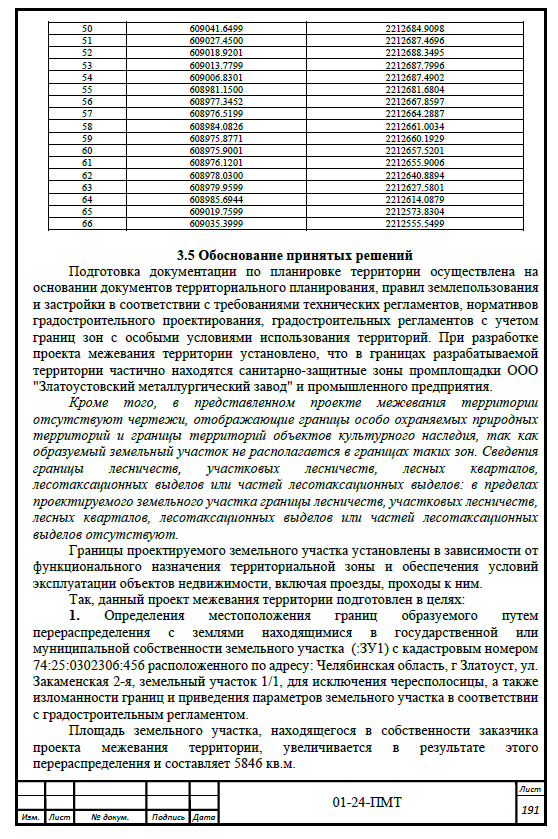 50 609041.6499 2212684.9098
51 609027.4500 2212687.4696
52 609018.9201 2212688.3495
53 609013.7799 2212687.7996
54 609006.8301 2212687.4902
55 608981.1500 2212681.6804
56 608977.3452 2212667.8597
57 608976.5199 2212664.2887
58 608984.0826 2212661.0034
59 608975.8771 2212660.1929
60 608975.9001 2212657.5201
61 608976.1201 2212655.9006
62 608978.0300 2212640.8894
63 608979.9599 2212627.5801
64 608985.6944 2212614.0879
65 609019.7599 2212573.8304
66 609035.3999 2212555.5499
3.5 Обоснование принятых решений
Подготовка документации по планировке территории осуществлена на
основании документов территориального планирования, правил землепользования
и застройки в соответствии с требованиями технических регламентов, нормативов
градостроительного проектирования, градостроительных регламентов с учетом
границ зон с особыми условиями использования территорий. При разработке
проекта межевания территории установлено, что в границах разрабатываемой
территории частично находятся санитарно-защитные зоны промплощадки ООО
"Златоустовский металлургический завод" и промышленного предприятия.
Кроме того, в представленном проекте межевания территории
отсутствуют чертежи, отображающие границы особо охраняемых природных
территорий и границы территорий объектов культурного наследия, так как
образуемый земельный участок не располагается в границах таких зон. Сведения
границы лесничеств, участковых лесничеств, лесных кварталов,
лесотаксационных выделов или частей лесотаксационных выделов: в пределах
проектируемого земельного участка границы лесничеств, участковых лесничеств,
лесных кварталов, лесотаксационных выделов или частей лесотаксационных
выделов отсутствуют.
Границы проектируемого земельного участка установлены в зависимости от
функционального назначения территориальной зоны и обеспечения условий
эксплуатации объектов недвижимости, включая проезды, проходы к ним.
Так, данный проект межевания территории подготовлен в целях:
1. Определения местоположения границ образуемого путем
перераспределения с землями находящимися в государственной или
муниципальной собственности земельного участка (:ЗУ1) с кадастровым номером
74:25:0302306:456 расположенного по адресу: Челябинская область, г Златоуст, ул.
Закаменская 2-я, земельный участок 1/1, для исключения чересполосицы, а также
изломанности границ и приведения параметров земельного участка в соответствии
с градостроительным регламентом.
Площадь земельного участка, находящегося в собственности заказчика
проекта межевания территории, увеличивается в результате этого
перераспределения и составляет 5846 кв.м.
01-24-ПМТ
Лист
191
Изм. Лист № докум. Подпись Дата